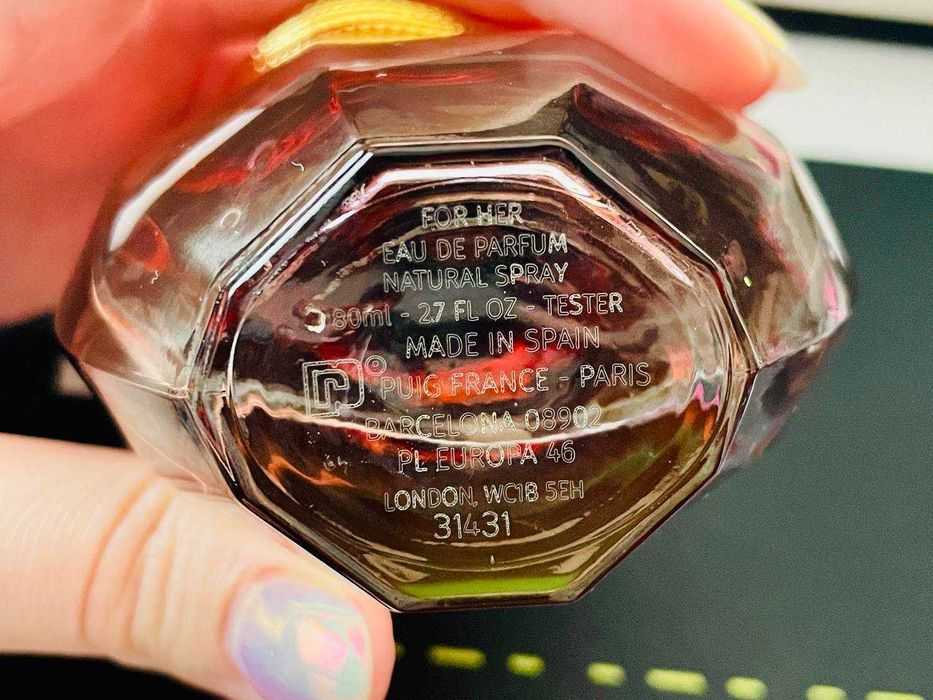 FOR HER
EAU DE PARFUM
NATURAL SPRAY
80ml - 2.7 FL OZ - TESTER
MADE IN SPAIN
PUIG FRANCE - PARIS
BARCELONA 08902
PL EUROPA 46
LONDON, WC1B 5EH
31431